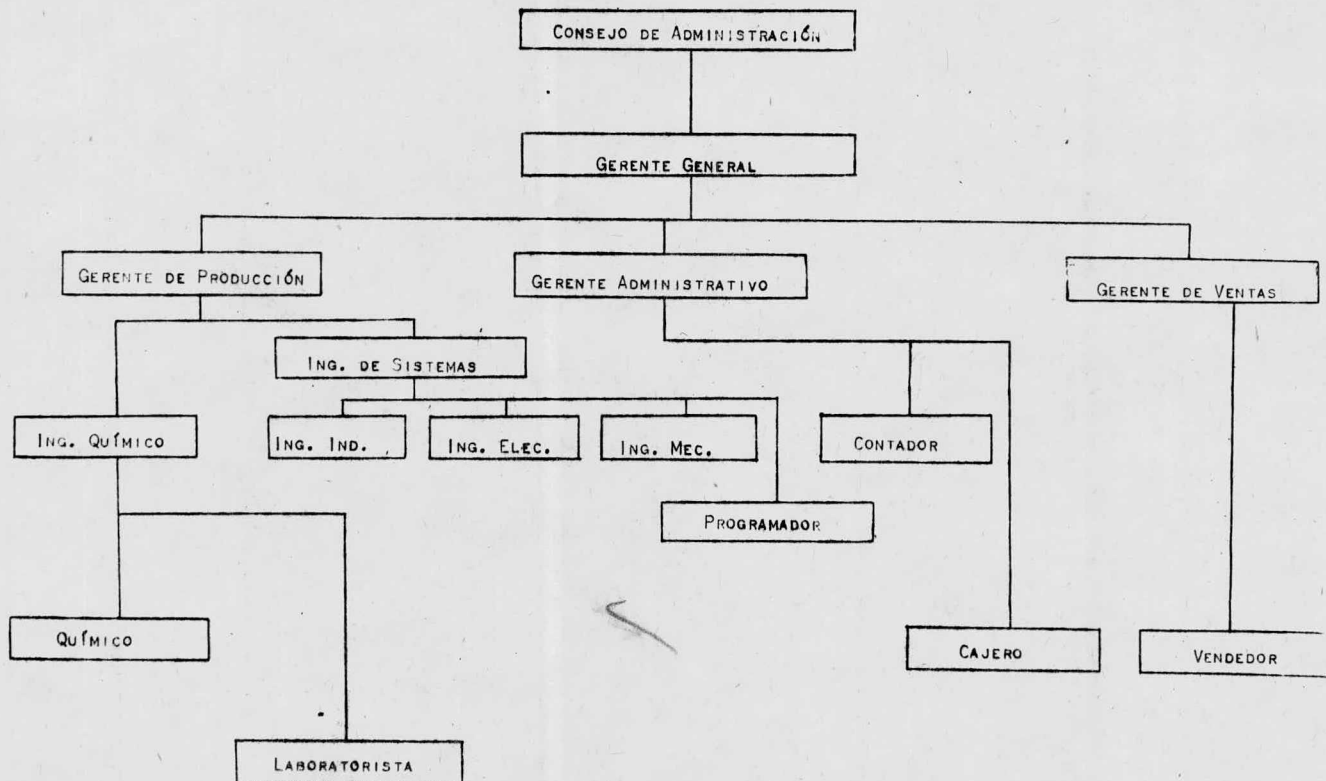 CONSEJO DE ADMINISTRACIÓN
GERENTE GENERAL
GERENTE DE PRODUCCIÓN
GERENTE ADMINISTRATIVO
GERENTE DE VENTAS
ING. DE SISTEMAS
ING. QUÍMICO
ING. IND.
ING. ELEC.
ING. MEC.
CONTADOR
PROGRAMADOR
QUÍMICO
CAJERO
VENDEDOR
LABORATORISTA